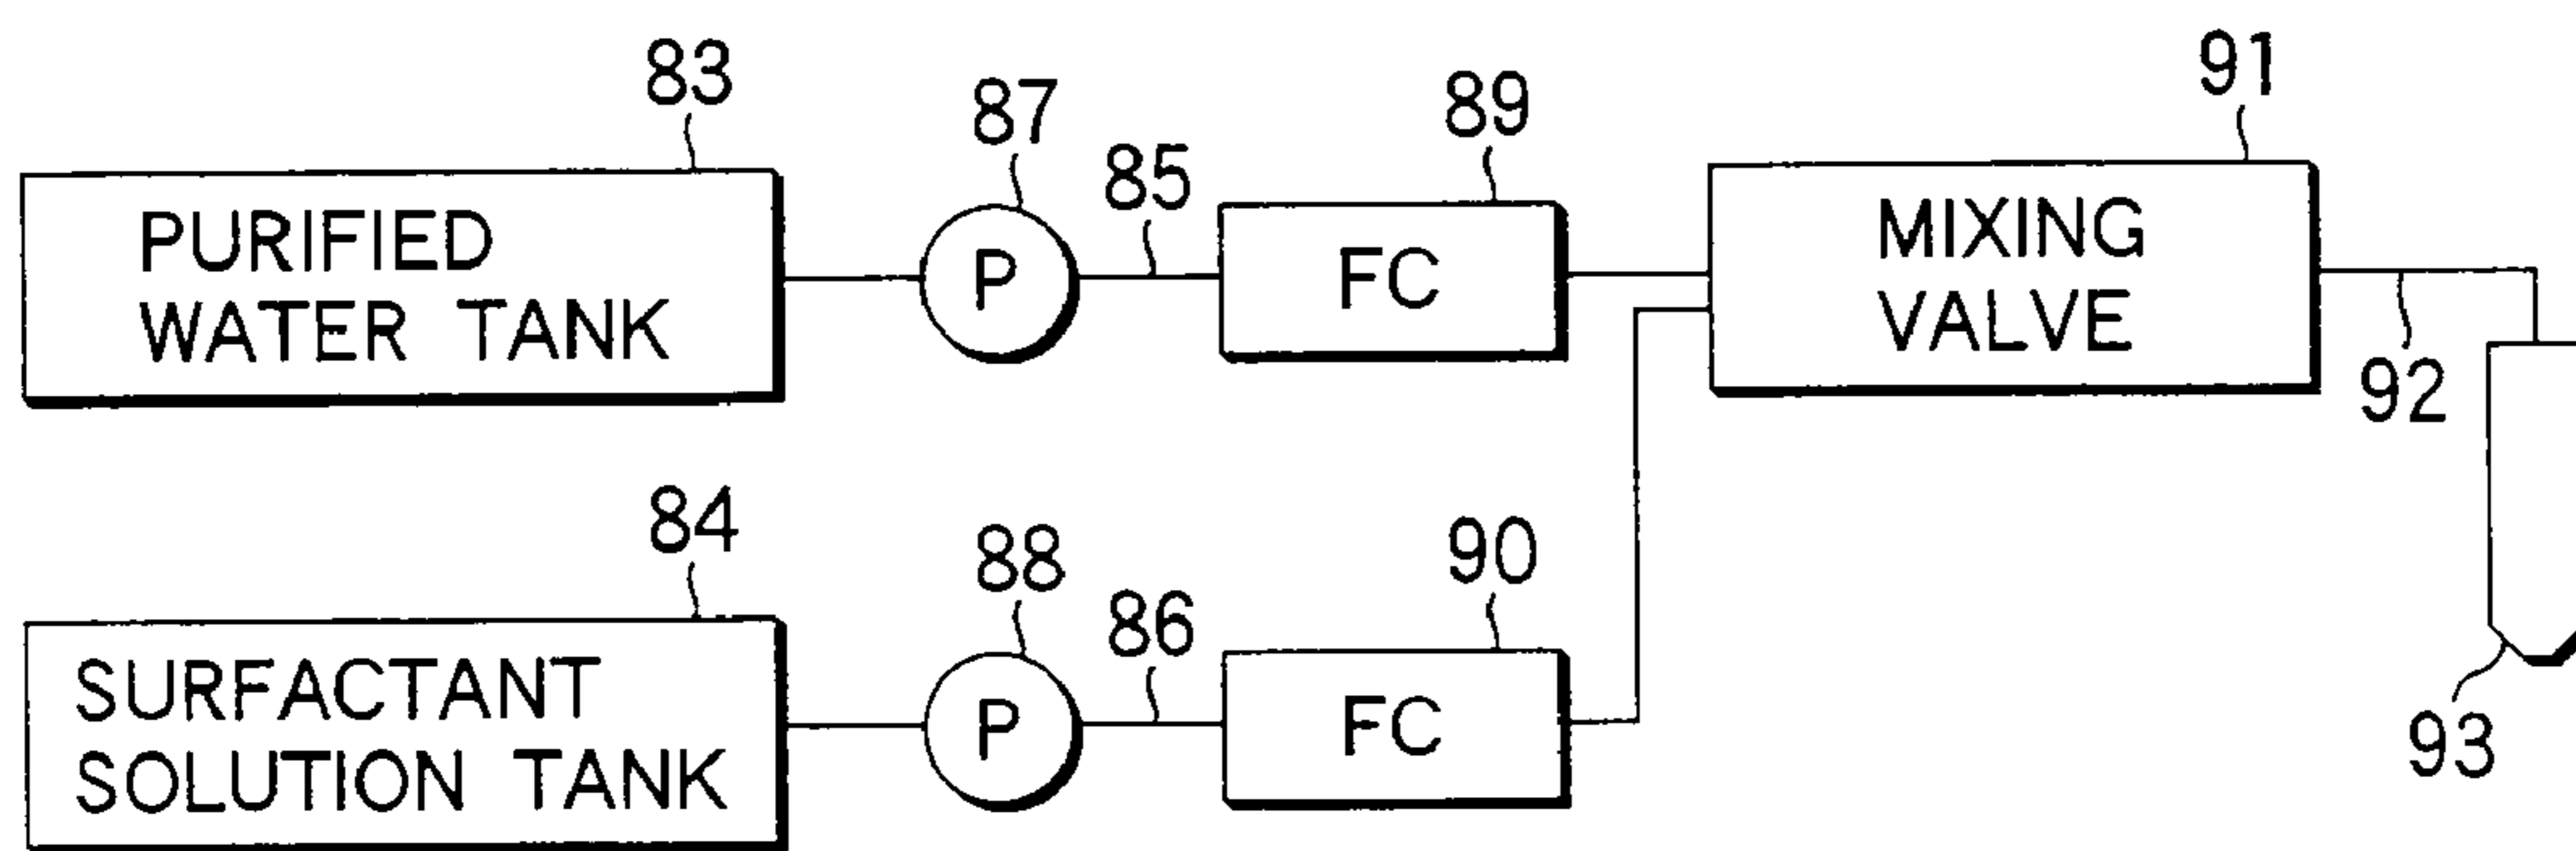 83
87
85
89
91
PURIFIED
WATER TANK
P
FC
MIXING
VALVE
92
84
88
86
90
SURFACTANT
SOLUTION TANK
P
FC
93